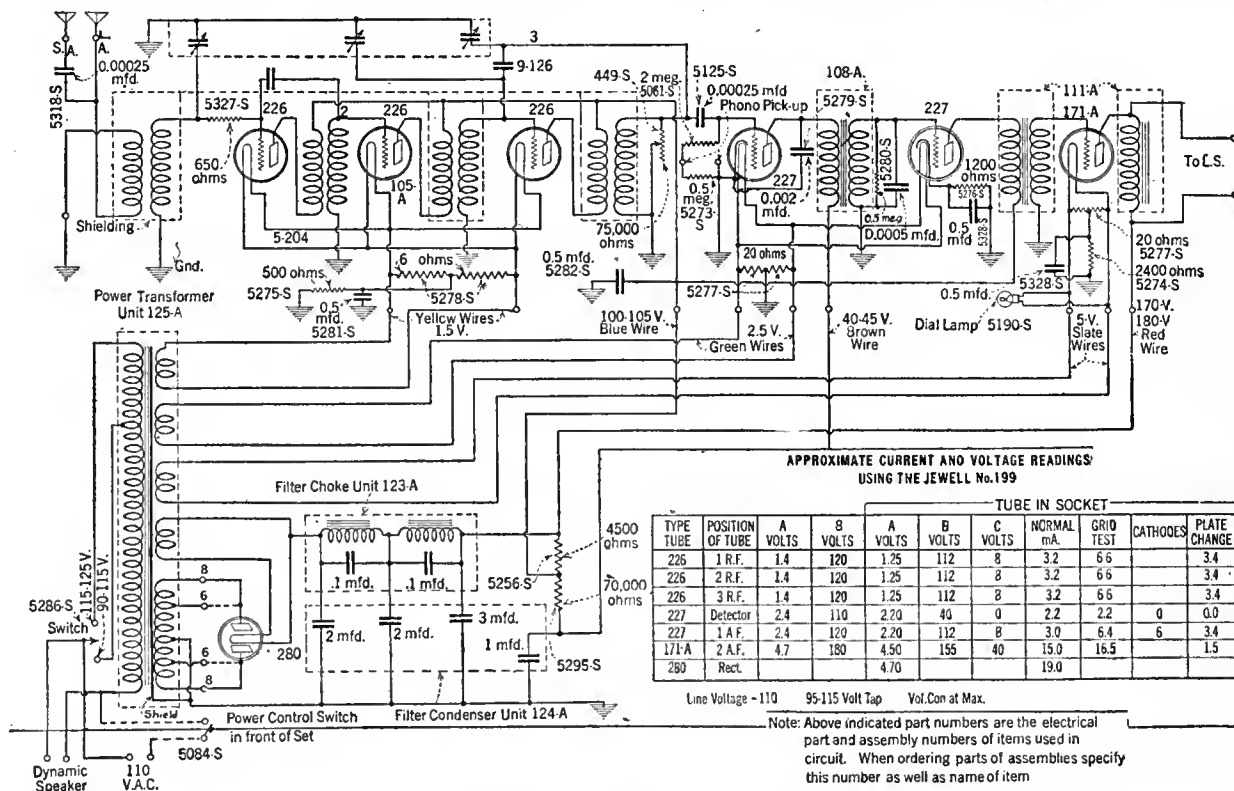 S.A.
L.A.
0.00025
mfd.
5318-S
5327-S
226
650
ohms
2
226
105-
A
226
3
9-126
449-S
2 meg.
5061-S
5125-S
0.00025 mfd
Phono Pick-up
108-A.
5279-S
227
111-A
171-A
To L.S.
Shielding
Gnd.
5-204
0.5
meg.
5273-
S
227
0.002
mfd.
5280-S
0.5 meg
0.0005 mfd.
1200
ohms
5276-S
0.5
mfd
5328-S
75,000
ohms
20 ohms
5277-S
2400 ohms
5274-S
500 ohms
5275-S
.6 ohms
5278-S
0.5
mfd.
5281-S
0.5 mfd.
5282-S
20 ohms
5277-S
0.5 mfd.
5328-S
Dial Lamp
5190-S
Power Transformer
Unit 125-A
Yellow Wires
1.5 V.
100-105 V.
Blue Wire
2.5 V.
Green Wires
40-45 V.
Brown
Wire
5-V.
Slate
Wires
170-V.
180-V
Red
Wire
Filter Choke Unit 123-A
.1 mfd.
.1 mfd.
4500
ohms
5256-S
70,000
ohms
115-125 V.
90-115 V.
5286-S
Switch
8
6
6
8
280
2 mfd.
2 mfd.
3 mfd.
1 mfd.
5295-S
Shield
Power Control Switch
in front of Set
Filter Condenser Unit 124-A
5084-S
Dynamic
Speaker
110
V.A.C.
APPROXIMATE CURRENT AND VOLTAGE READINGS
USING THE JEWELL No.199
TUBE IN SOCKET
TYPE TUBE POSITION OF TUBE A VOLTS B VOLTS A VOLTS B VOLTS C VOLTS NORMAL mA. GRID TEST CATHODES PLATE CHANGE
226 1 R.F. 1.4 120 1.25 112 8 3.2 6.6 3.4
226 2 R.F. 1.4 120 1.25 112 8 3.2 6.6 3.4
226 3 R.F. 1.4 120 1.25 112 8 3.2 6.6 3.4
227 Detector 2.4 110 2.20 40 0 2.2 2.2 0 0.0
227 1 A.F. 2.4 120 2.20 112 8 3.0 6.4 6 3.4
171-A 2 A.F. 4.7 180 4.50 155 40 15.0 16.5 1.5
280 Rect. 4.70 19.0
Line Voltage - 110 95-115 Volt Tap Vol.Con at Max.
Note: Above indicated part numbers are the electrical
part and assembly numbers of items used in
circuit. When ordering parts of assemblies specify
this number as well as name of item